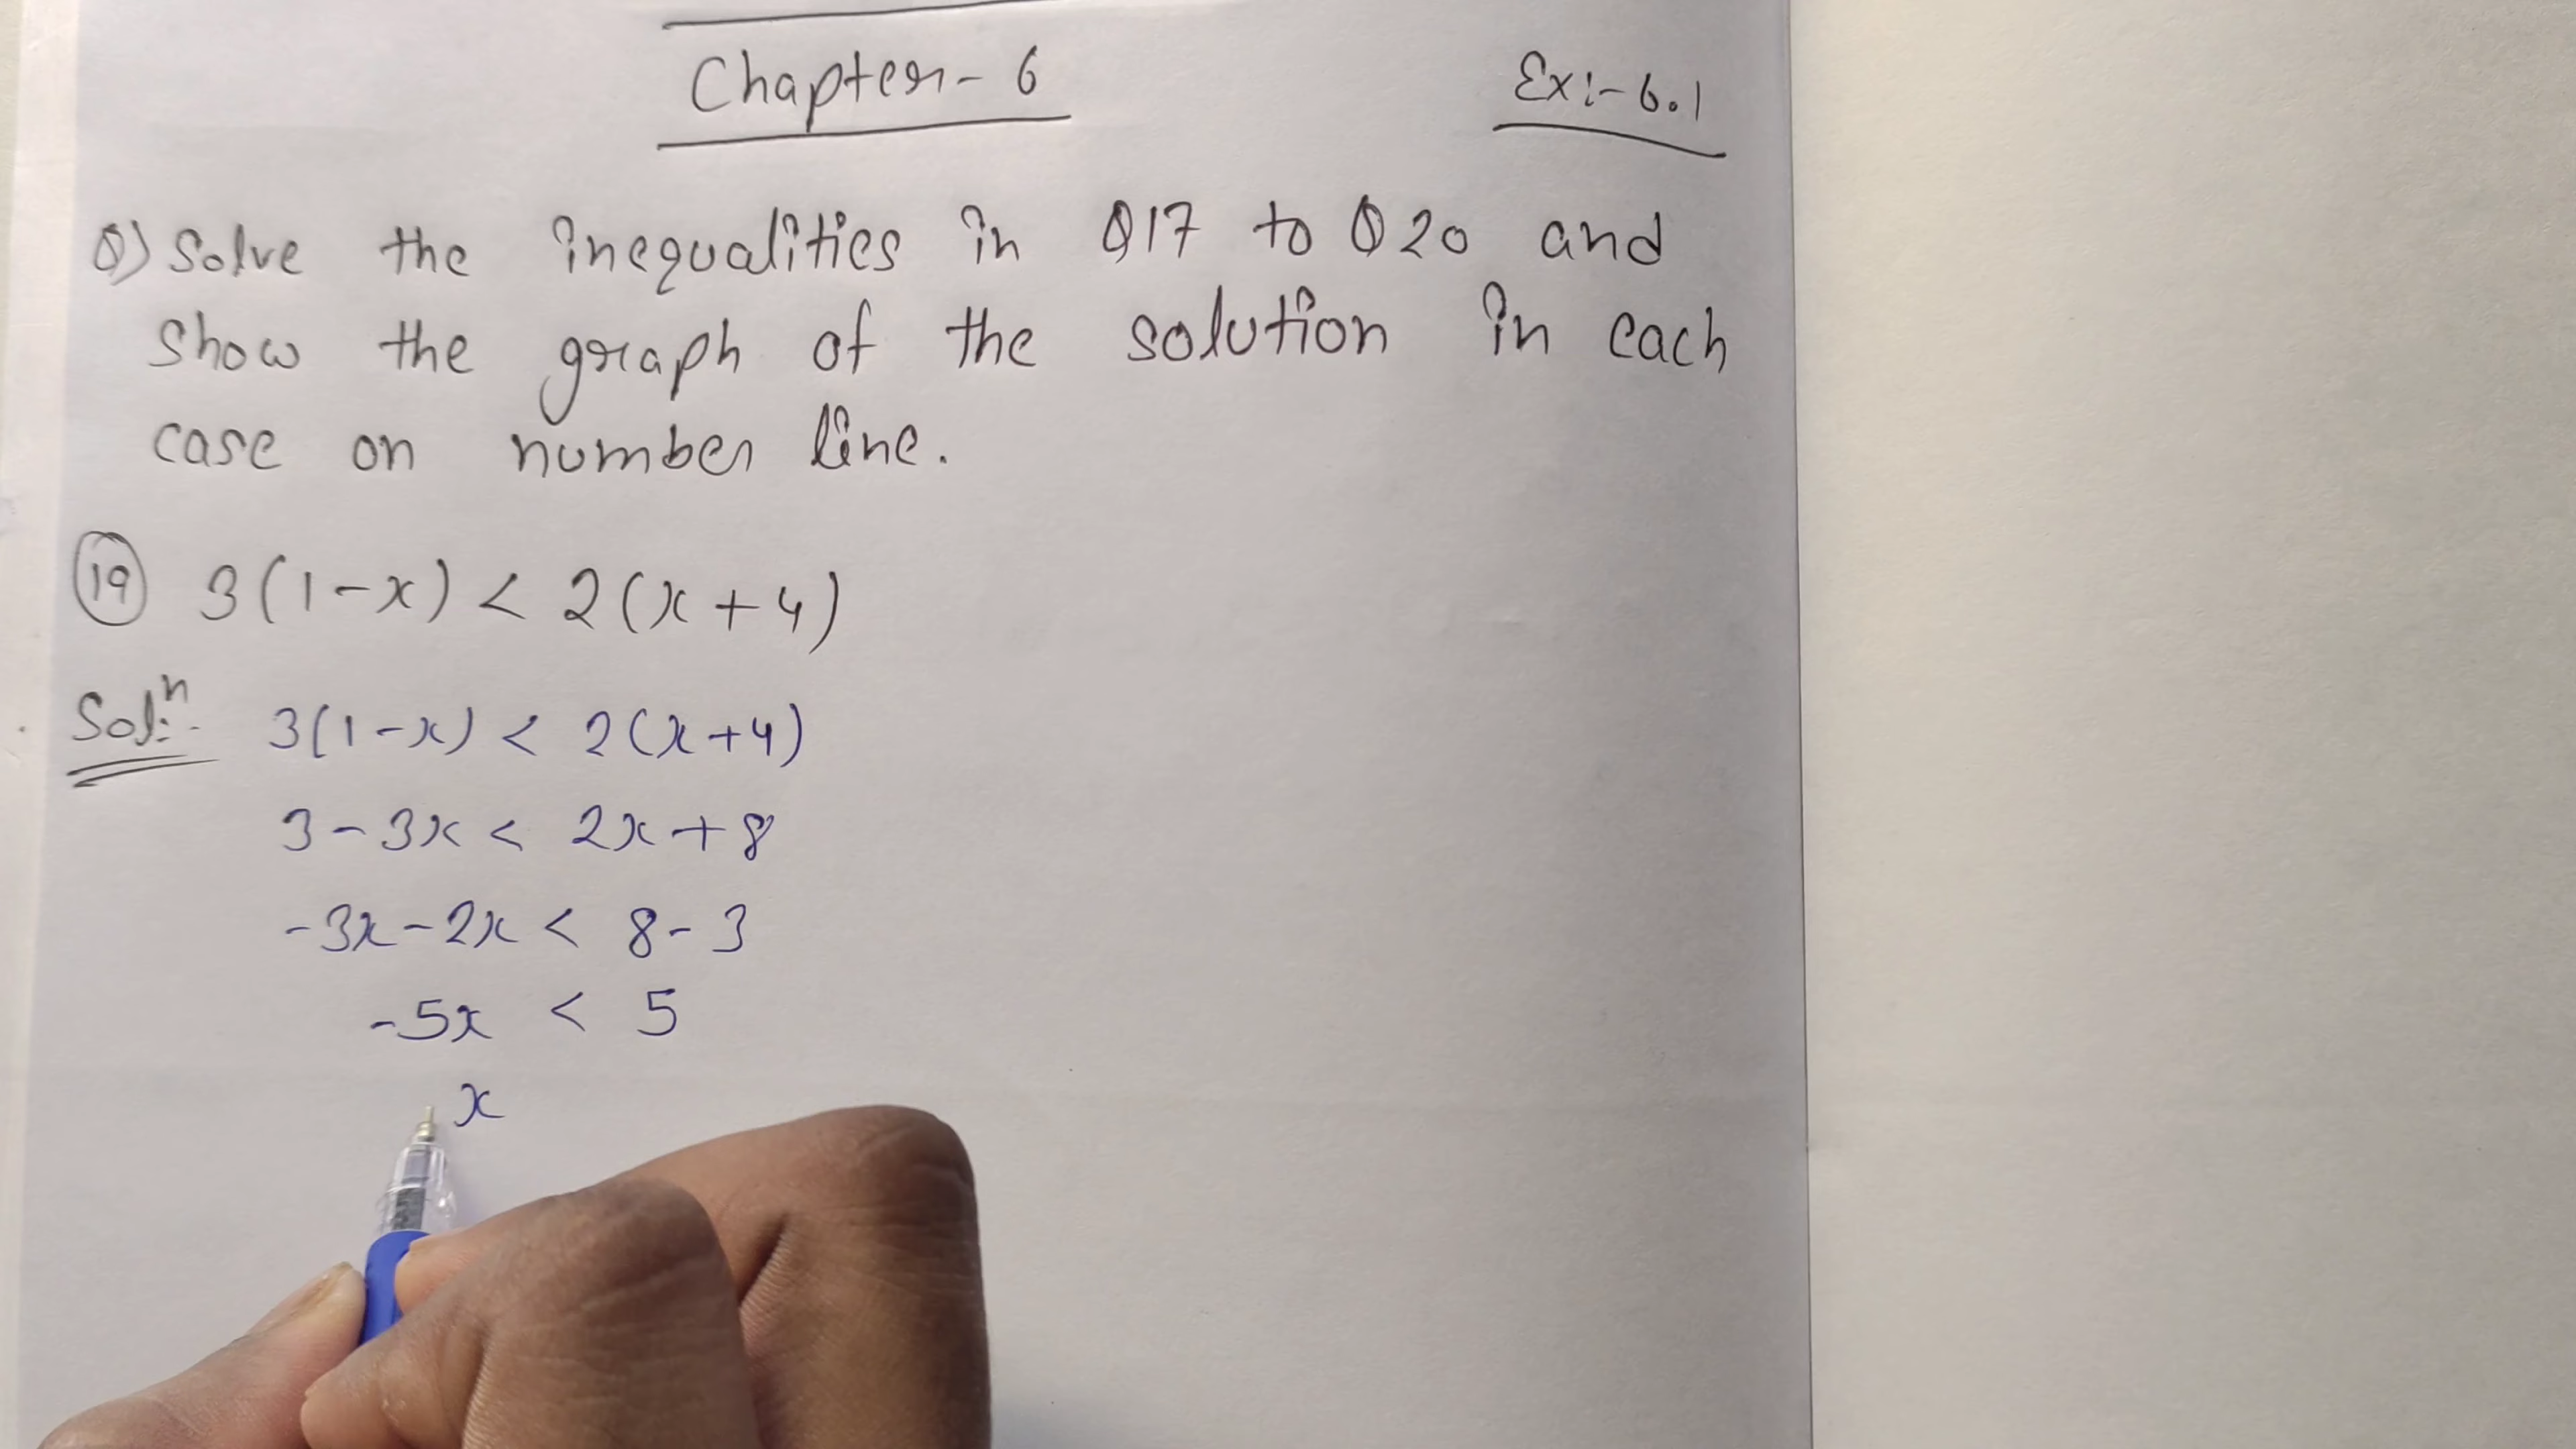 Chapter- 6
Ex:- 6.1
Q) Solve the inequalities in Q17 to Q20 and
show the graph of the solution in each
case on number line.
19 3(1-x) < 2(x+4)
Solⁿ:-  3(1-x) < 2(x+4)
3-3x < 2x+8
-3x-2x < 8-3
-5x < 5
x